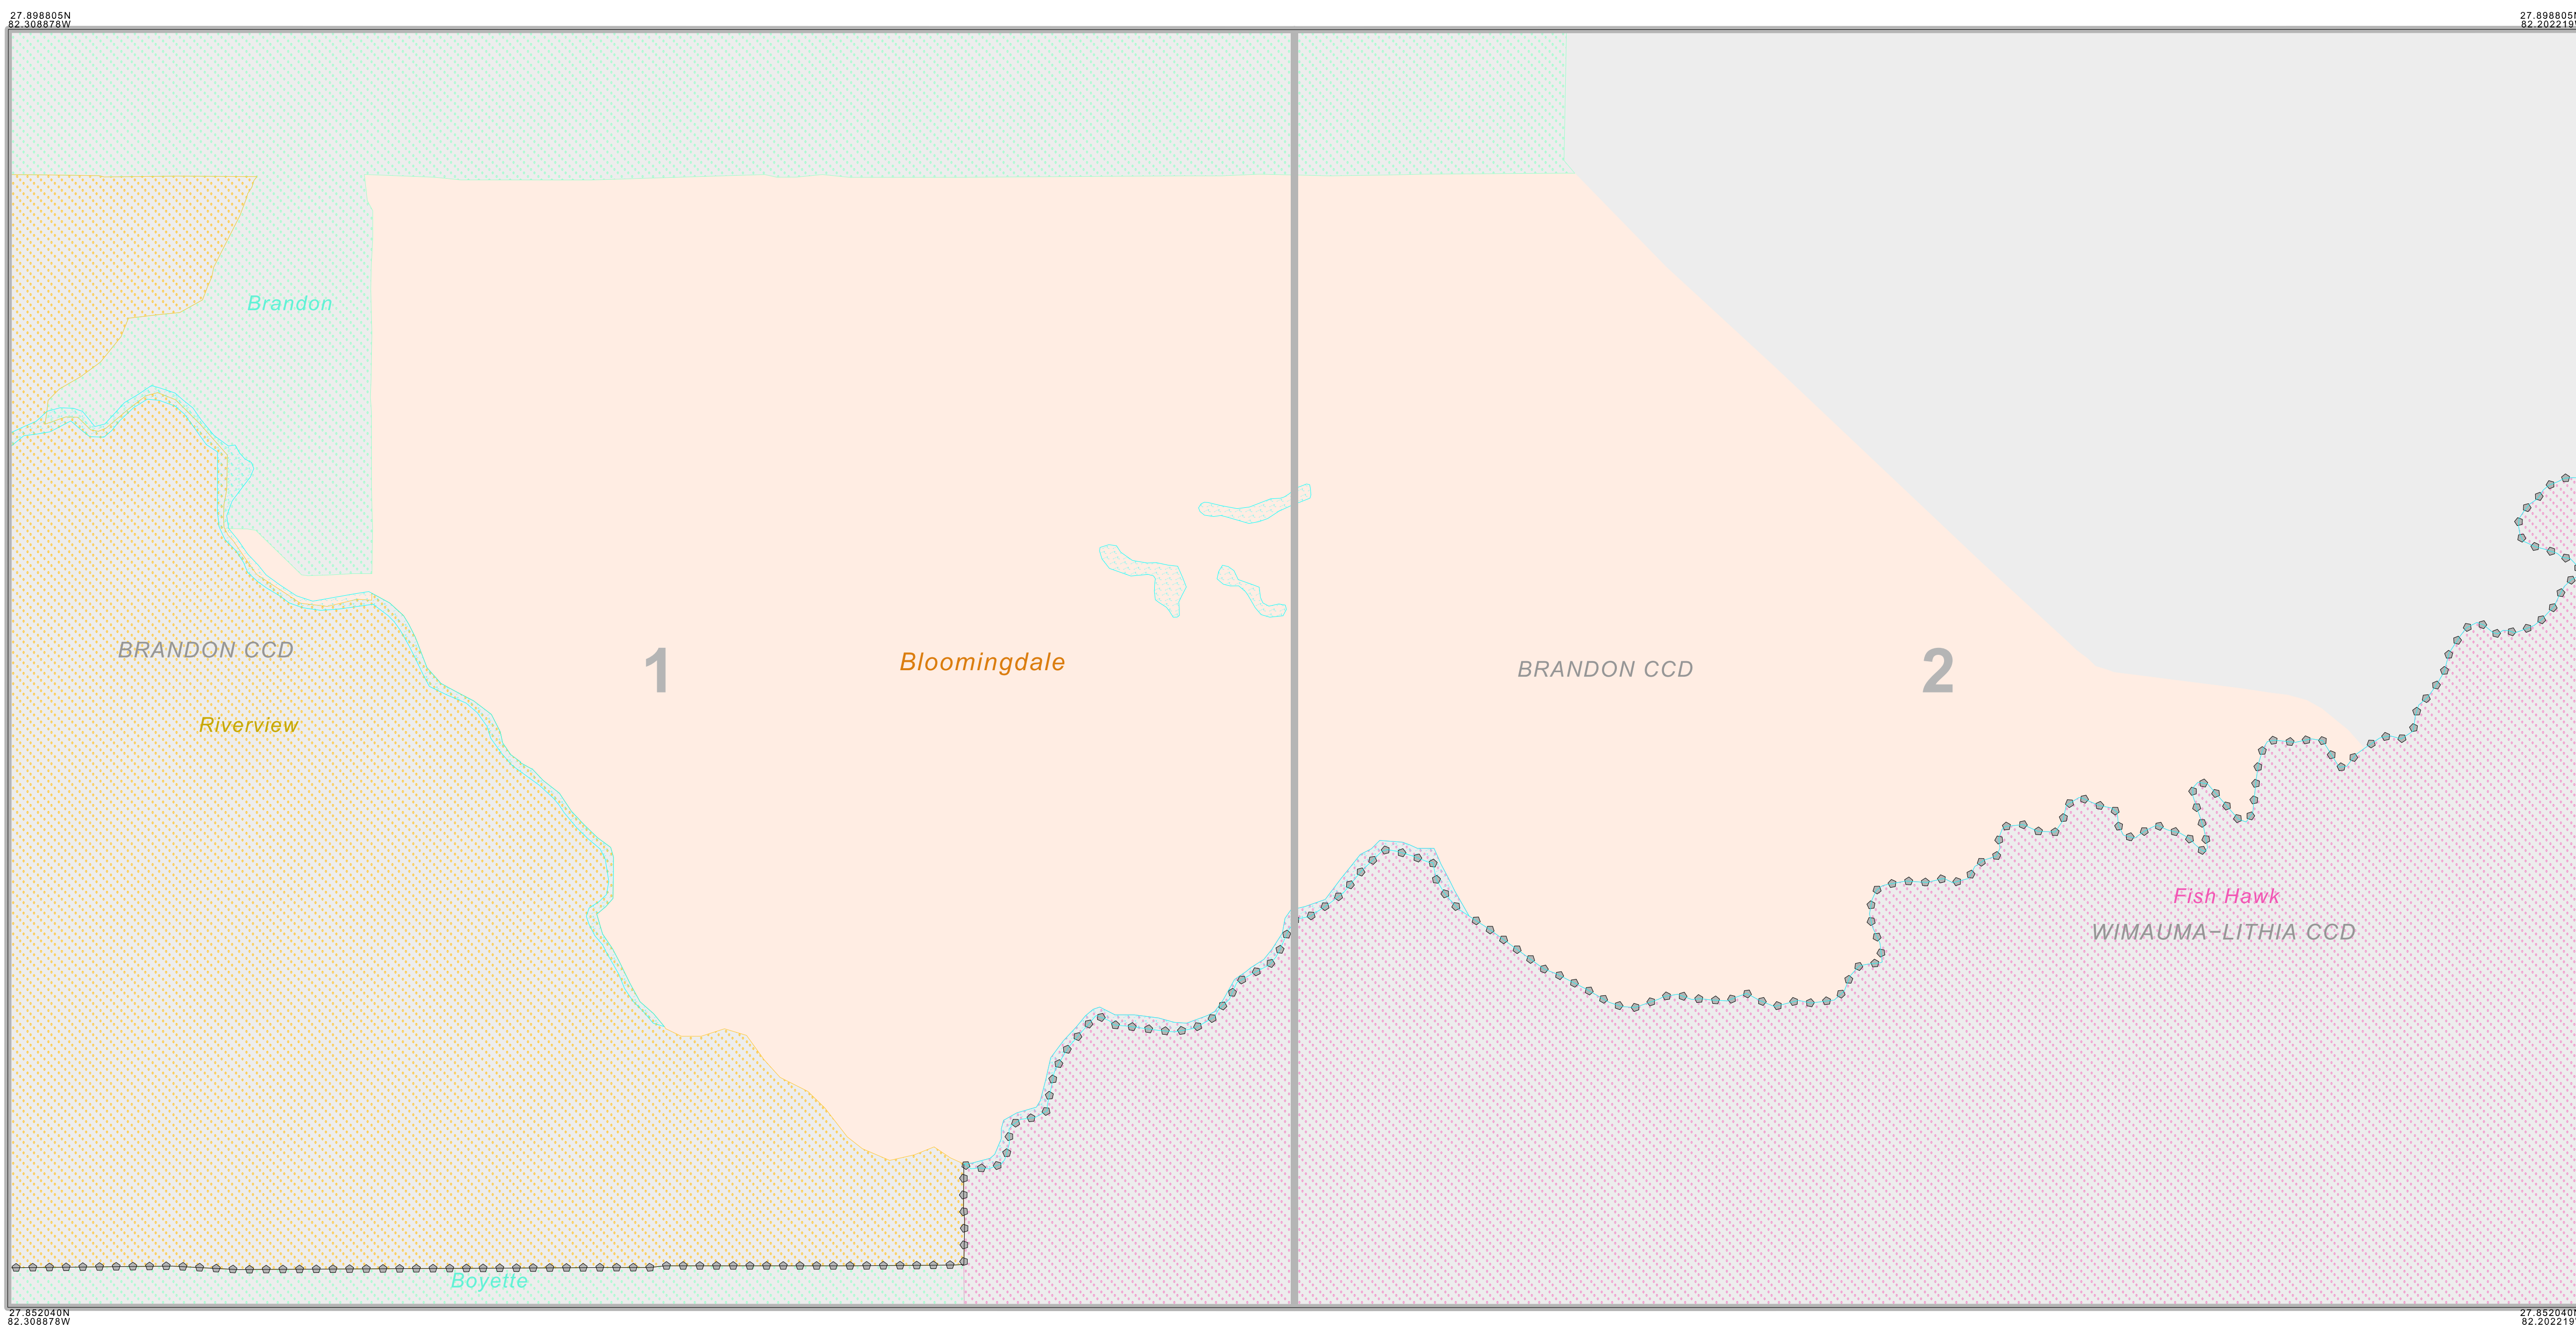 27.898805N
82.308878W
27.898805N
82.202219W
Brandon
BRANDON CCD
1
Bloomingdale
BRANDON CCD
2
Riverview
Fish Hawk
WIMAUMA-LITHIA CCD
Boyette
27.852040N
82.308878W
27.852040N
82.202219